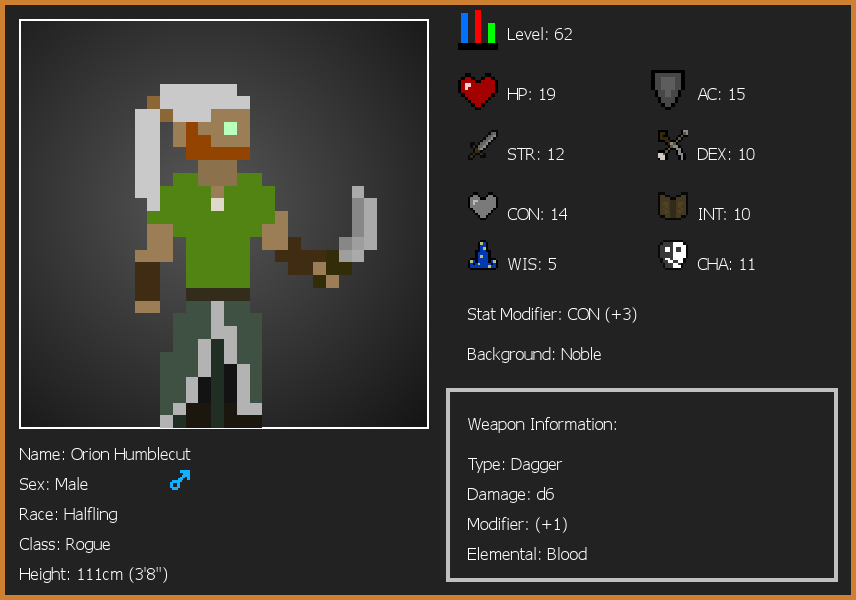 Level: 62
HP: 19
AC: 15
STR: 12
DEX: 10
CON: 14
INT: 10
WIS: 5
CHA: 11
Stat Modifier: CON (+3)
Background: Noble
Weapon Information:
Type: Dagger
Damage: d6
Modifier: (+1)
Elemental: Blood
Name: Orion Humblecut
Sex: Male
Race: Halfling
Class: Rogue
Height: 111cm (3'8")